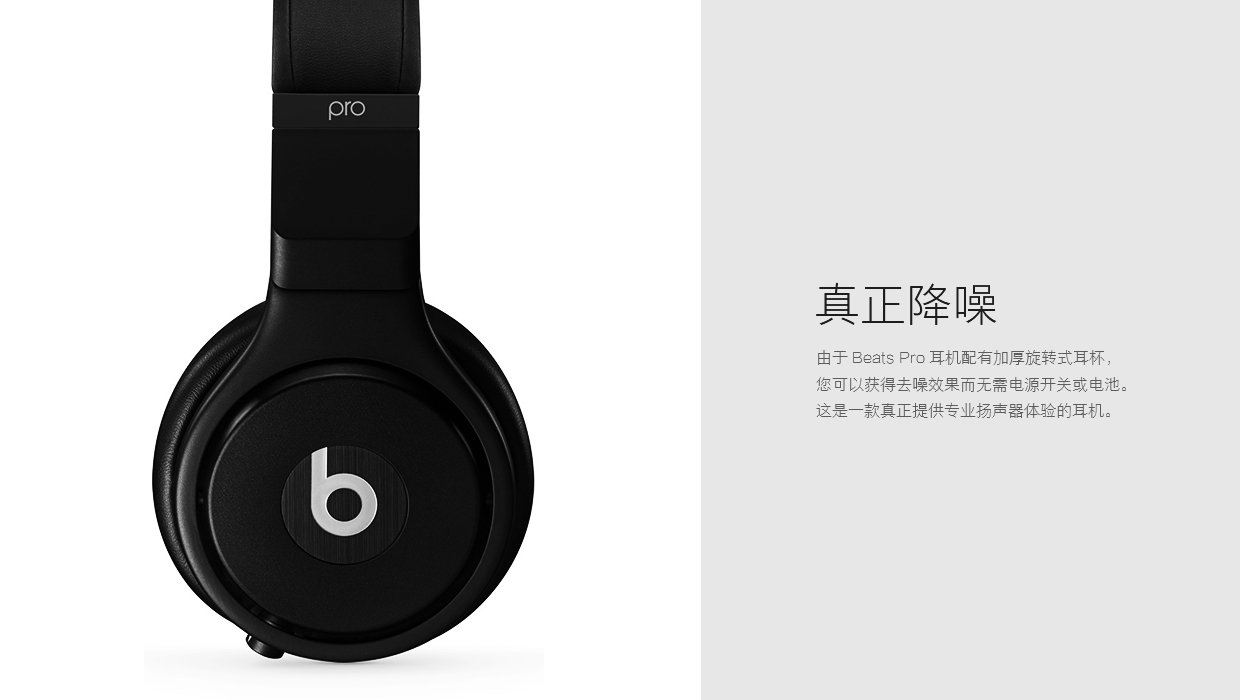 pro
b
真正降噪
由于 Beats Pro 耳机配有加厚旋转式耳杯，
您可以获得去噪效果而无需电源开关或电池。
这是一款真正提供专业扬声器体验的耳机。